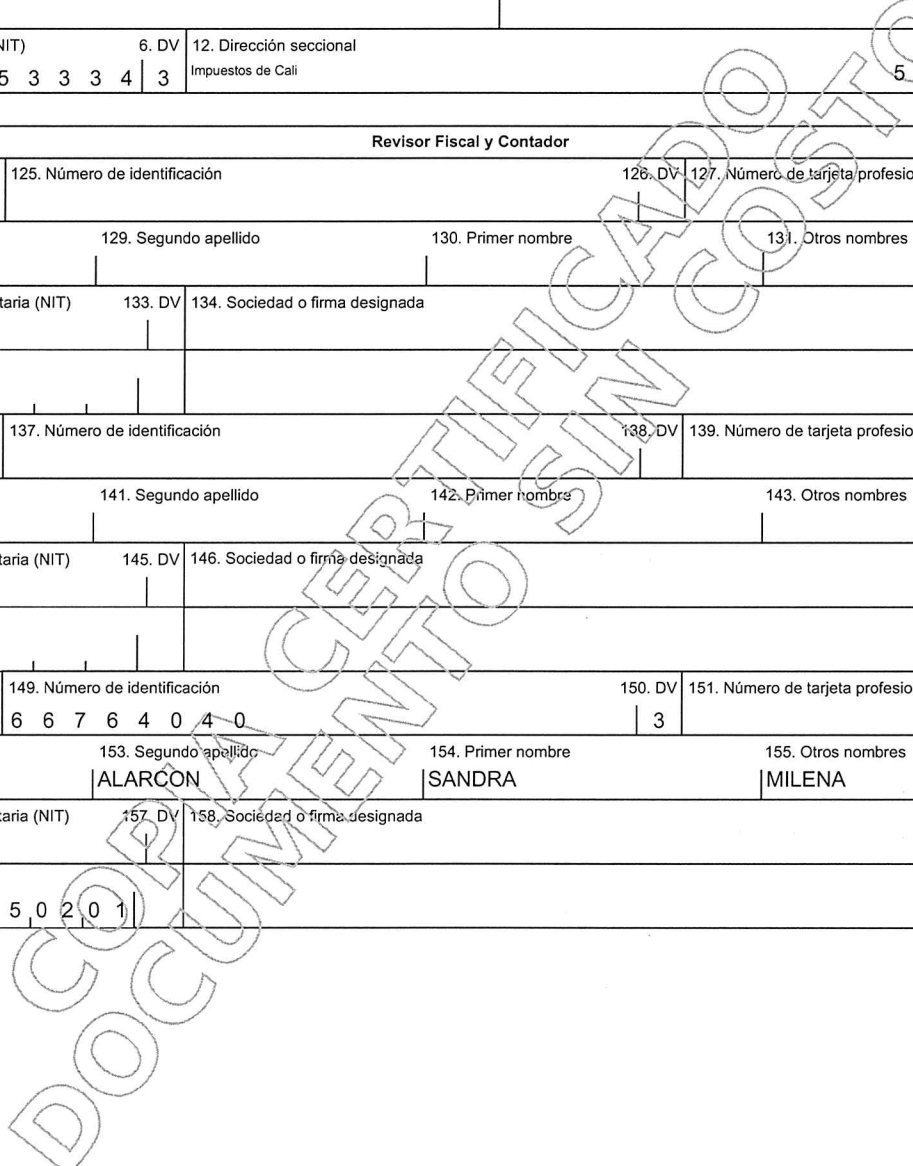 NIT) 6. DV 12. Dirección seccional
5 3 3 3 4 3 Impuestos de Cali 5
Revisor Fiscal y Contador
125. Número de identificación 126. DV 127. Número de tarjeta profesio
129. Segundo apellido 130. Primer nombre 131. Otros nombres
taria (NIT) 133. DV 134. Sociedad o firma designada
137. Número de identificación 138. DV 139. Número de tarjeta profesio
141. Segundo apellido 142. Primer nombre 143. Otros nombres
taria (NIT) 145. DV 146. Sociedad o firma designada
149. Número de identificación 150. DV 151. Número de tarjeta profesio
6 6 7 6 4 0 4 0 3
153. Segundo apellido 154. Primer nombre 155. Otros nombres
ALARCON SANDRA MILENA
taria (NIT) 157. DV 158. Sociedad o firma designada
5 0 2 0 1
COPIA CERTIFICADO
DOCUMENTO SIN COSTO